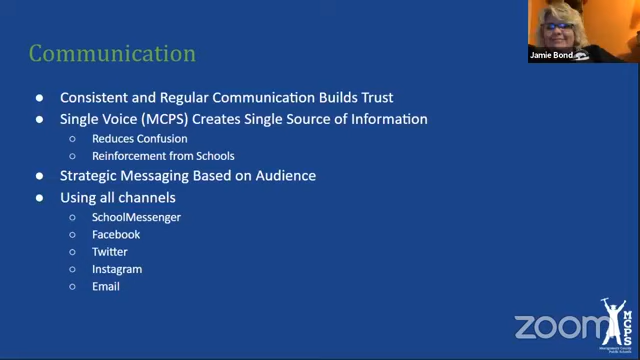 Communication
Jamie Bond
● Consistent and Regular Communication Builds Trust
● Single Voice (MCPS) Creates Single Source of Information
○ Reduces Confusion
○ Reinforcement from Schools
● Strategic Messaging Based on Audience
● Using all channels
○ SchoolMessenger
○ Facebook
○ Twitter
○ Instagram
○ Email
zoom
MCPS